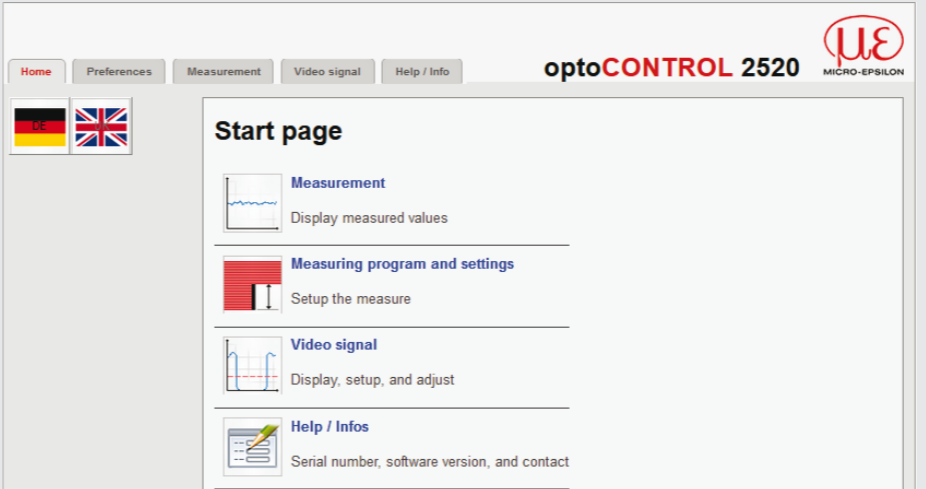 Home
Preferences
Measurement
Video signal
Help / Info
optoCONTROL 2520
με
MICRO-EPSILON
DE
Start page
Measurement
Display measured values
Measuring program and settings
Setup the measure
Video signal
Display, setup, and adjust
Help / Infos
Serial number, software version, and contact